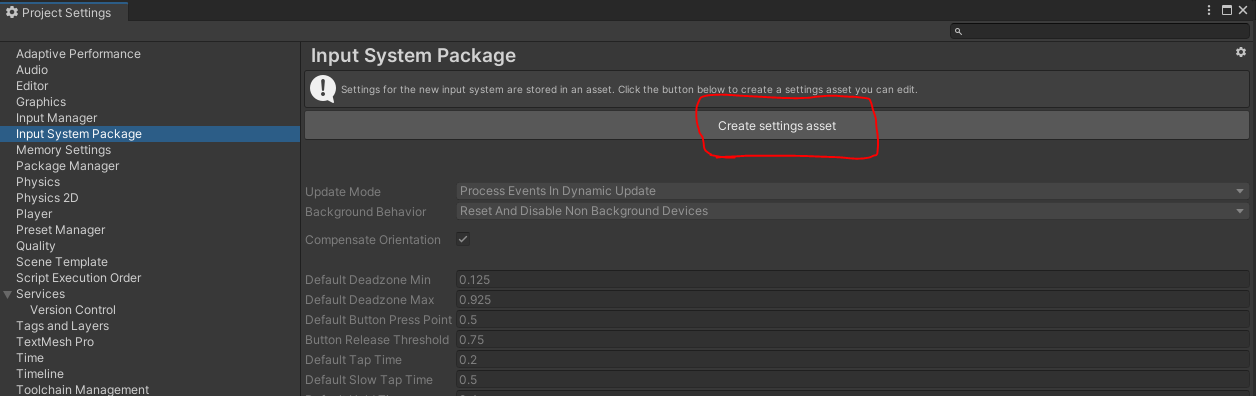 Project Settings
Adaptive Performance
Audio
Editor
Graphics
Input Manager
Input System Package
Memory Settings
Package Manager
Physics
Physics 2D
Player
Preset Manager
Quality
Scene Template
Script Execution Order
Services
Version Control
Tags and Layers
TextMesh Pro
Time
Timeline
Toolchain Management
Input System Package
Settings for the new input system are stored in an asset. Click the button below to create a settings asset you can edit.
Create settings asset
Update Mode Process Events In Dynamic Update
Background Behavior Reset And Disable Non Background Devices
Compensate Orientation
Default Deadzone Min 0.125
Default Deadzone Max 0.925
Default Button Press Point 0.5
Button Release Threshold 0.75
Default Tap Time 0.2
Default Slow Tap Time 0.5